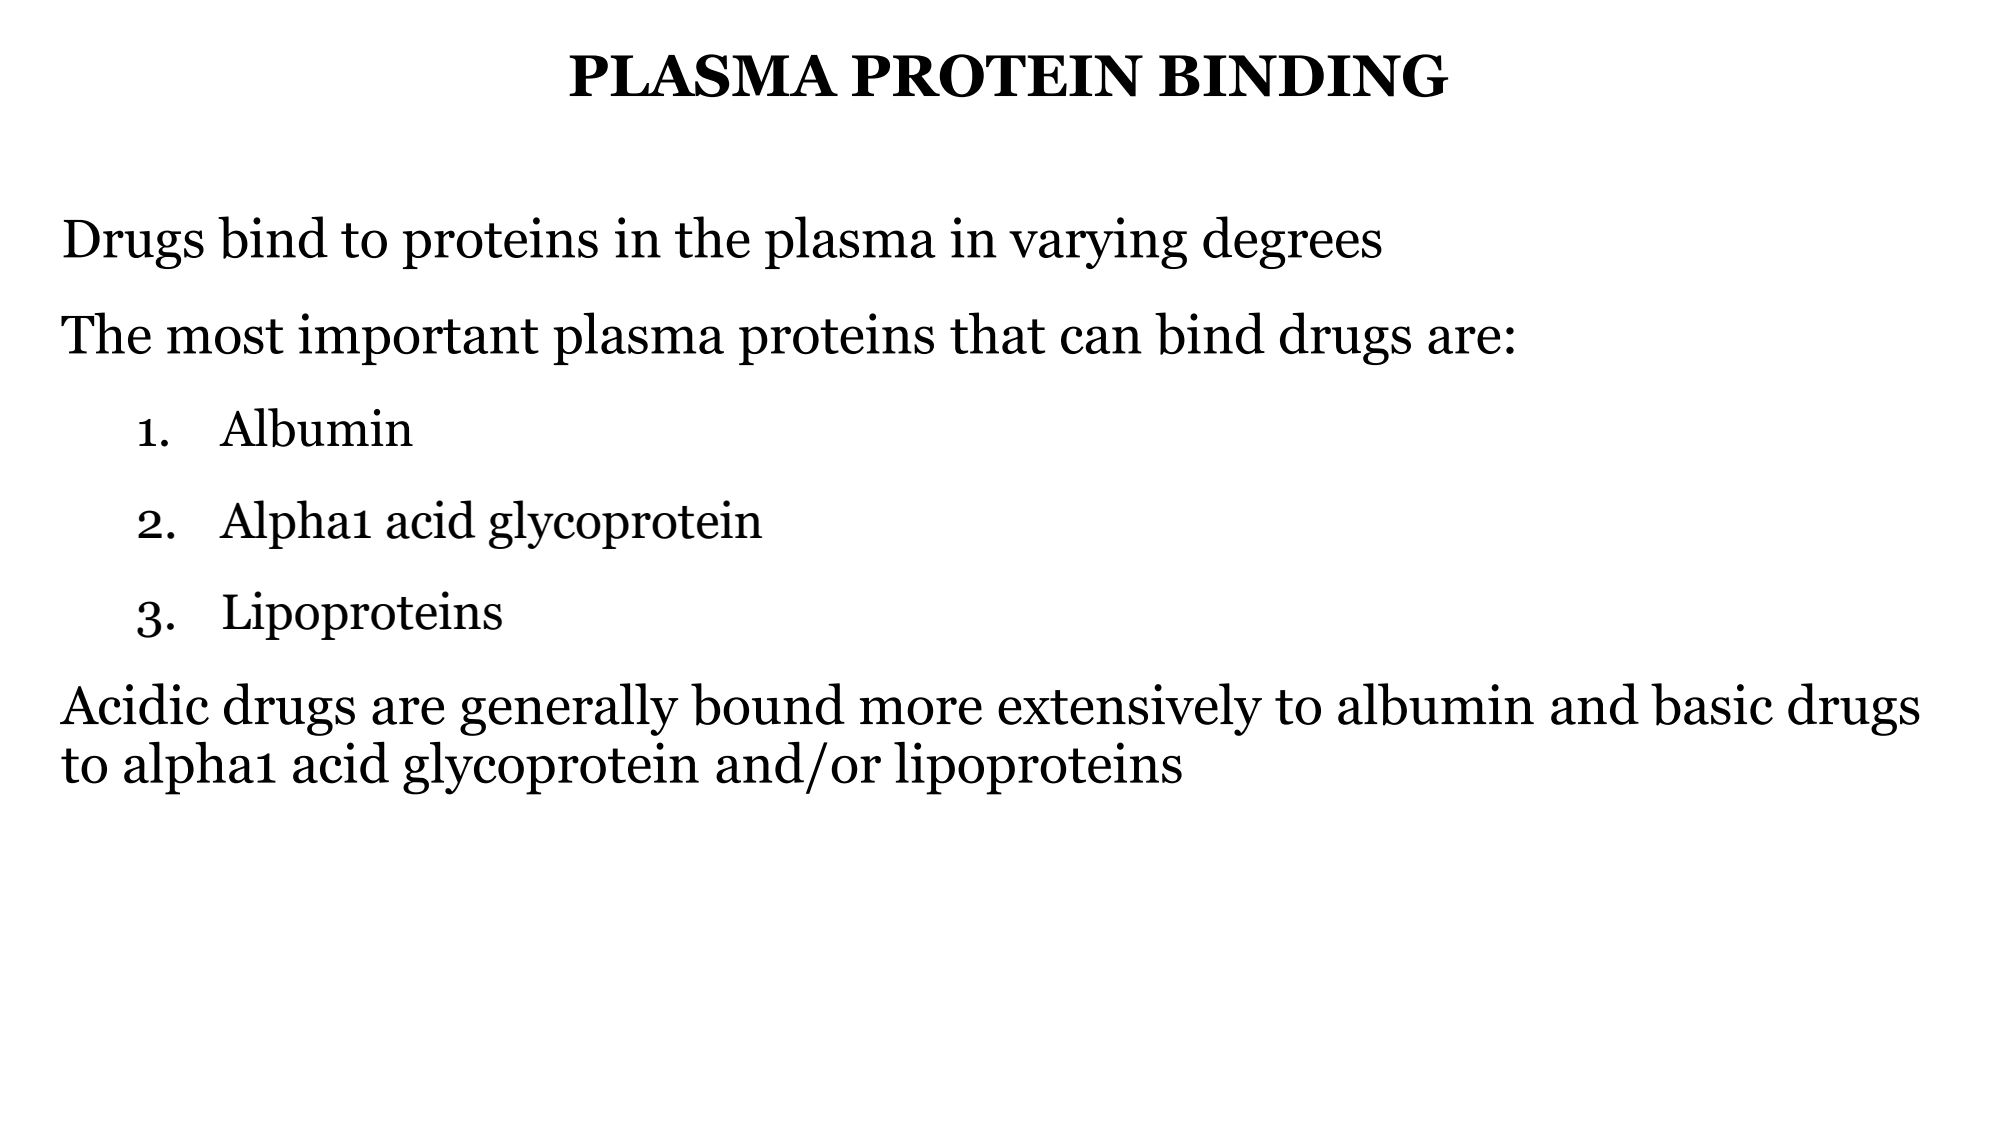 PLASMA PROTEIN BINDING
Drugs bind to proteins in the plasma in varying degrees
The most important plasma proteins that can bind drugs are:
1. Albumin
2. Alpha1 acid glycoprotein
3. Lipoproteins
Acidic drugs are generally bound more extensively to albumin and basic drugs
to alpha1 acid glycoprotein and/or lipoproteins